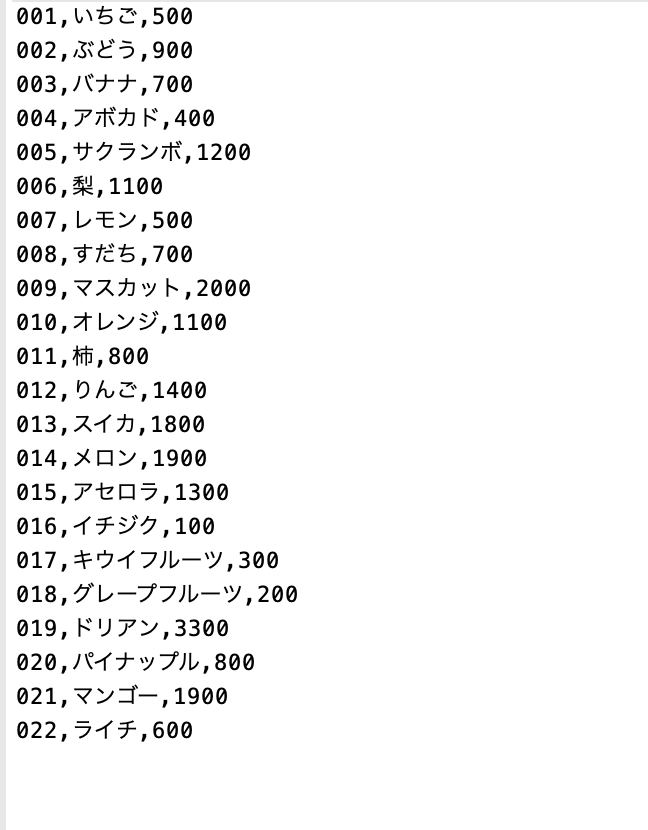 001,いちご,500
002,ぶどう,900
003,バナナ,700
004,アボカド,400
005,サクランボ,1200
006,梨,1100
007,レモン,500
008,すだち,700
009,マスカット,2000
010,オレンジ,1100
011,柿,800
012,りんご,1400
013,スイカ,1800
014,メロン,1900
015,アセロラ,1300
016,イチジク,100
017,キウイフルーツ,300
018,グレープフルーツ,200
019,ドリアン,3300
020,パイナップル,800
021,マンゴー,1900
022,ライチ,600